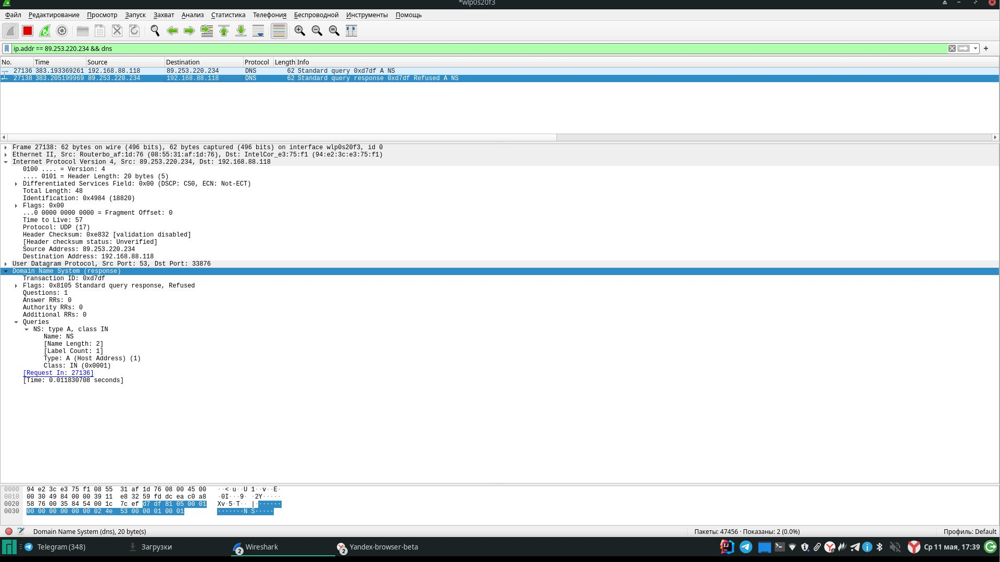 *wlp0s20f3
Файл Редактирование Просмотр Запуск Захват Анализ Статистика Телефония Беспроводной Инструменты Помощь
ip.addr == 89.253.220.234 && dns
No. Time Source Destination Protocol Length Info
27136 383.193369261 192.168.88.118 89.253.220.234 DNS 62 Standard query 0xd7df A NS
27138 383.205199969 89.253.220.234 192.168.88.118 DNS 62 Standard query response 0xd7df Refused A NS
Frame 27138: 62 bytes on wire (496 bits), 62 bytes captured (496 bits) on interface wlp0s20f3, id 0
Ethernet II, Src: Routerbo_af:1d:76 (08:55:31:af:1d:76), Dst: IntelCor_e3:75:f1 (94:e2:3c:e3:75:f1)
Internet Protocol Version 4, Src: 89.253.220.234, Dst: 192.168.88.118
0100 .... = Version: 4
.... 0101 = Header Length: 20 bytes (5)
Differentiated Services Field: 0x00 (DSCP: CS0, ECN: Not-ECT)
Total Length: 48
Identification: 0x4984 (18820)
Flags: 0x00
...0 0000 0000 0000 = Fragment Offset: 0
Time to Live: 57
Protocol: UDP (17)
Header Checksum: 0xe832 [validation disabled]
[Header checksum status: Unverified]
Source Address: 89.253.220.234
Destination Address: 192.168.88.118
User Datagram Protocol, Src Port: 53, Dst Port: 33876
Domain Name System (response)
Transaction ID: 0xd7df
Flags: 0x8105 Standard query response, Refused
Questions: 1
Answer RRs: 0
Authority RRs: 0
Additional RRs: 0
Queries
NS: type A, class IN
Name: NS
[Name Length: 2]
[Label Count: 1]
Type: A (Host Address) (1)
Class: IN (0x0001)
[Request In: 27136]
[Time: 0.011830708 seconds]
0000 94 e2 3c e3 75 f1 08 55 31 af 1d 76 08 00 45 00 ··<·u··U 1··v··E·
0010 00 30 49 84 00 00 39 11 e8 32 59 fd dc ea c0 a8 ·0I···9· ·2Y·····
0020 58 76 00 35 84 54 00 1c 7c ef d7 df 81 05 00 01 Xv·5·T·· |·······
0030 00 00 00 00 00 00 02 4e 53 00 00 01 00 01 ·······N S·····
Domain Name System (dns), 20 byte(s) Пакеты: 47456 · Показаны: 2 (0.0%) Профиль: Default
Telegram (348) Загрузки 2 Wireshark 2 Yandex-browser-beta Ср 11 мая, 17:39